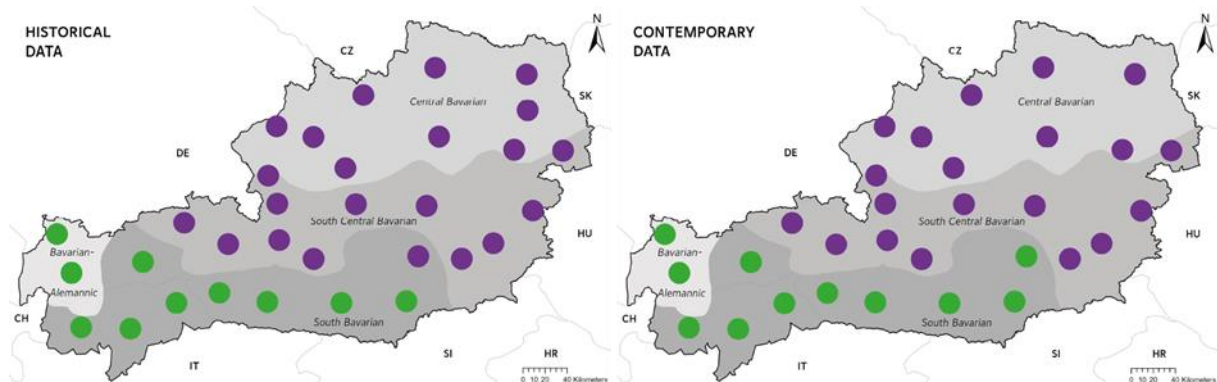 HISTORICAL
DATA
CZ
N
Central Bavarian
SK
DE
South Central Bavarian
HU
Bavarian-
Alemannic
CH
South Bavarian
IT
SI
HR
0 10 20 40 Kilometers
CONTEMPORARY
DATA
CZ
N
Central Bavarian
SK
DE
South Central Bavarian
HU
Bavarian-
Alemannic
CH
South Bavarian
IT
SI
HR
0 10 20 40 Kilometers